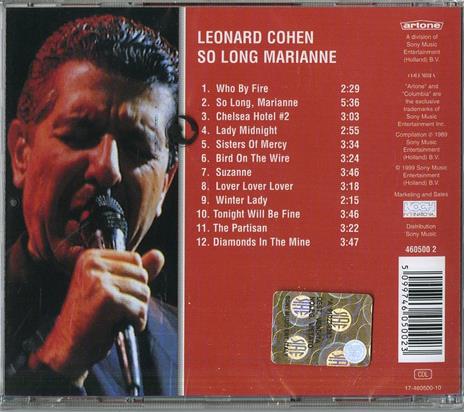 LEONARD COHEN
SO LONG MARIANNE
1. Who By Fire 2:29
2. So Long, Marianne 5:36
3. Chelsea Hotel #2 3:03
4. Lady Midnight 2:55
5. Sisters Of Mercy 3:34
6. Bird On The Wire 3:24
7. Suzanne 3:46
8. Lover Lover Lover 3:18
9. Winter Lady 2:15
10. Tonight Will Be Fine 3:46
11. The Partisan 3:22
12. Diamonds In The Mine 3:47
artone
A division of
Sony Music
Entertainment
(Holland) B.V.
COLUMBIA
"Artone" and
"Columbia" are
the exclusive
trademarks of
Sony Music
Entertainment Inc.
Compilation ℗ 1989
Sony Music
Entertainment
(Holland) B.V.
© 1999 Sony Music
Entertainment
(Holland) B.V.
Marketing and Sales
INTERNATIONAL
Distribution
Sony Music
460500 2
5099746050023
CDL
17-460500-10